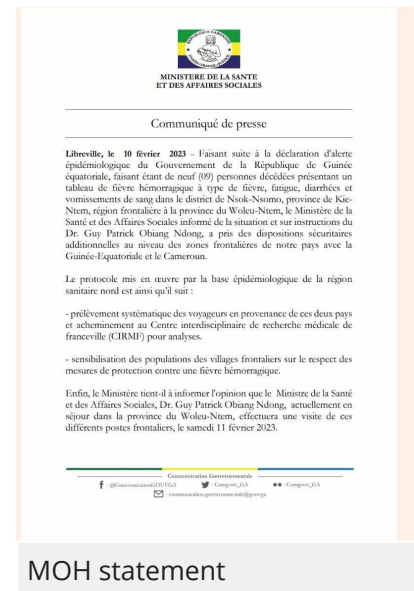 MINISTERE DE LA SANTE
ET DES AFFAIRES SOCIALES
Communiqué de presse
Libreville, le 10 février 2023 – Faisant suite à la déclaration d'alerte
épidémiologique du Gouvernement de la République de Guinée
équatoriale, faisant étant de neuf (09) personnes décédées présentant un
tableau de fièvre hémorragique à type de fièvre, fatigue, diarrhées et
vomissements de sang dans le district de Nsok-Nsomo, province de Kie-
Ntem, région frontalière à la province du Woleu-Ntem, le Ministère de la
Santé et des Affaires Sociales informé de la situation et sur instructions du
Dr. Guy Patrick Obiang Ndong, a pris des dispositions sécuritaires
additionnelles au niveau des zones frontalières de notre pays avec la
Guinée-Equatoriale et le Cameroun.
Le protocole mis en œuvre par la base épidémiologique de la région
sanitaire nord est ainsi qu'il suit :
- prélèvement systématique des voyageurs en provenance de ces deux pays
et acheminement au Centre interdisciplinaire de recherche médicale de
franceville (CIRMF) pour analyses.
- sensibilisation des populations des villages frontaliers sur le respect des
mesures de protection contre une fièvre hémorragique.
Enfin, le Ministère tient-il à informer l'opinion que le Ministre de la Santé
et des Affaires Sociales, Dr. Guy Patrick Obiang Ndong, actuellement en
séjour dans la province du Woleu-Ntem, effectuera une visite de ces
différents postes frontaliers, le samedi 11 février 2023.
Communication Gouvernementale
: @CommunicationGOUVGA : Comgouv_GA : Comgouv_GA
: communication.gouvernementale@gouv.ga
MOH statement